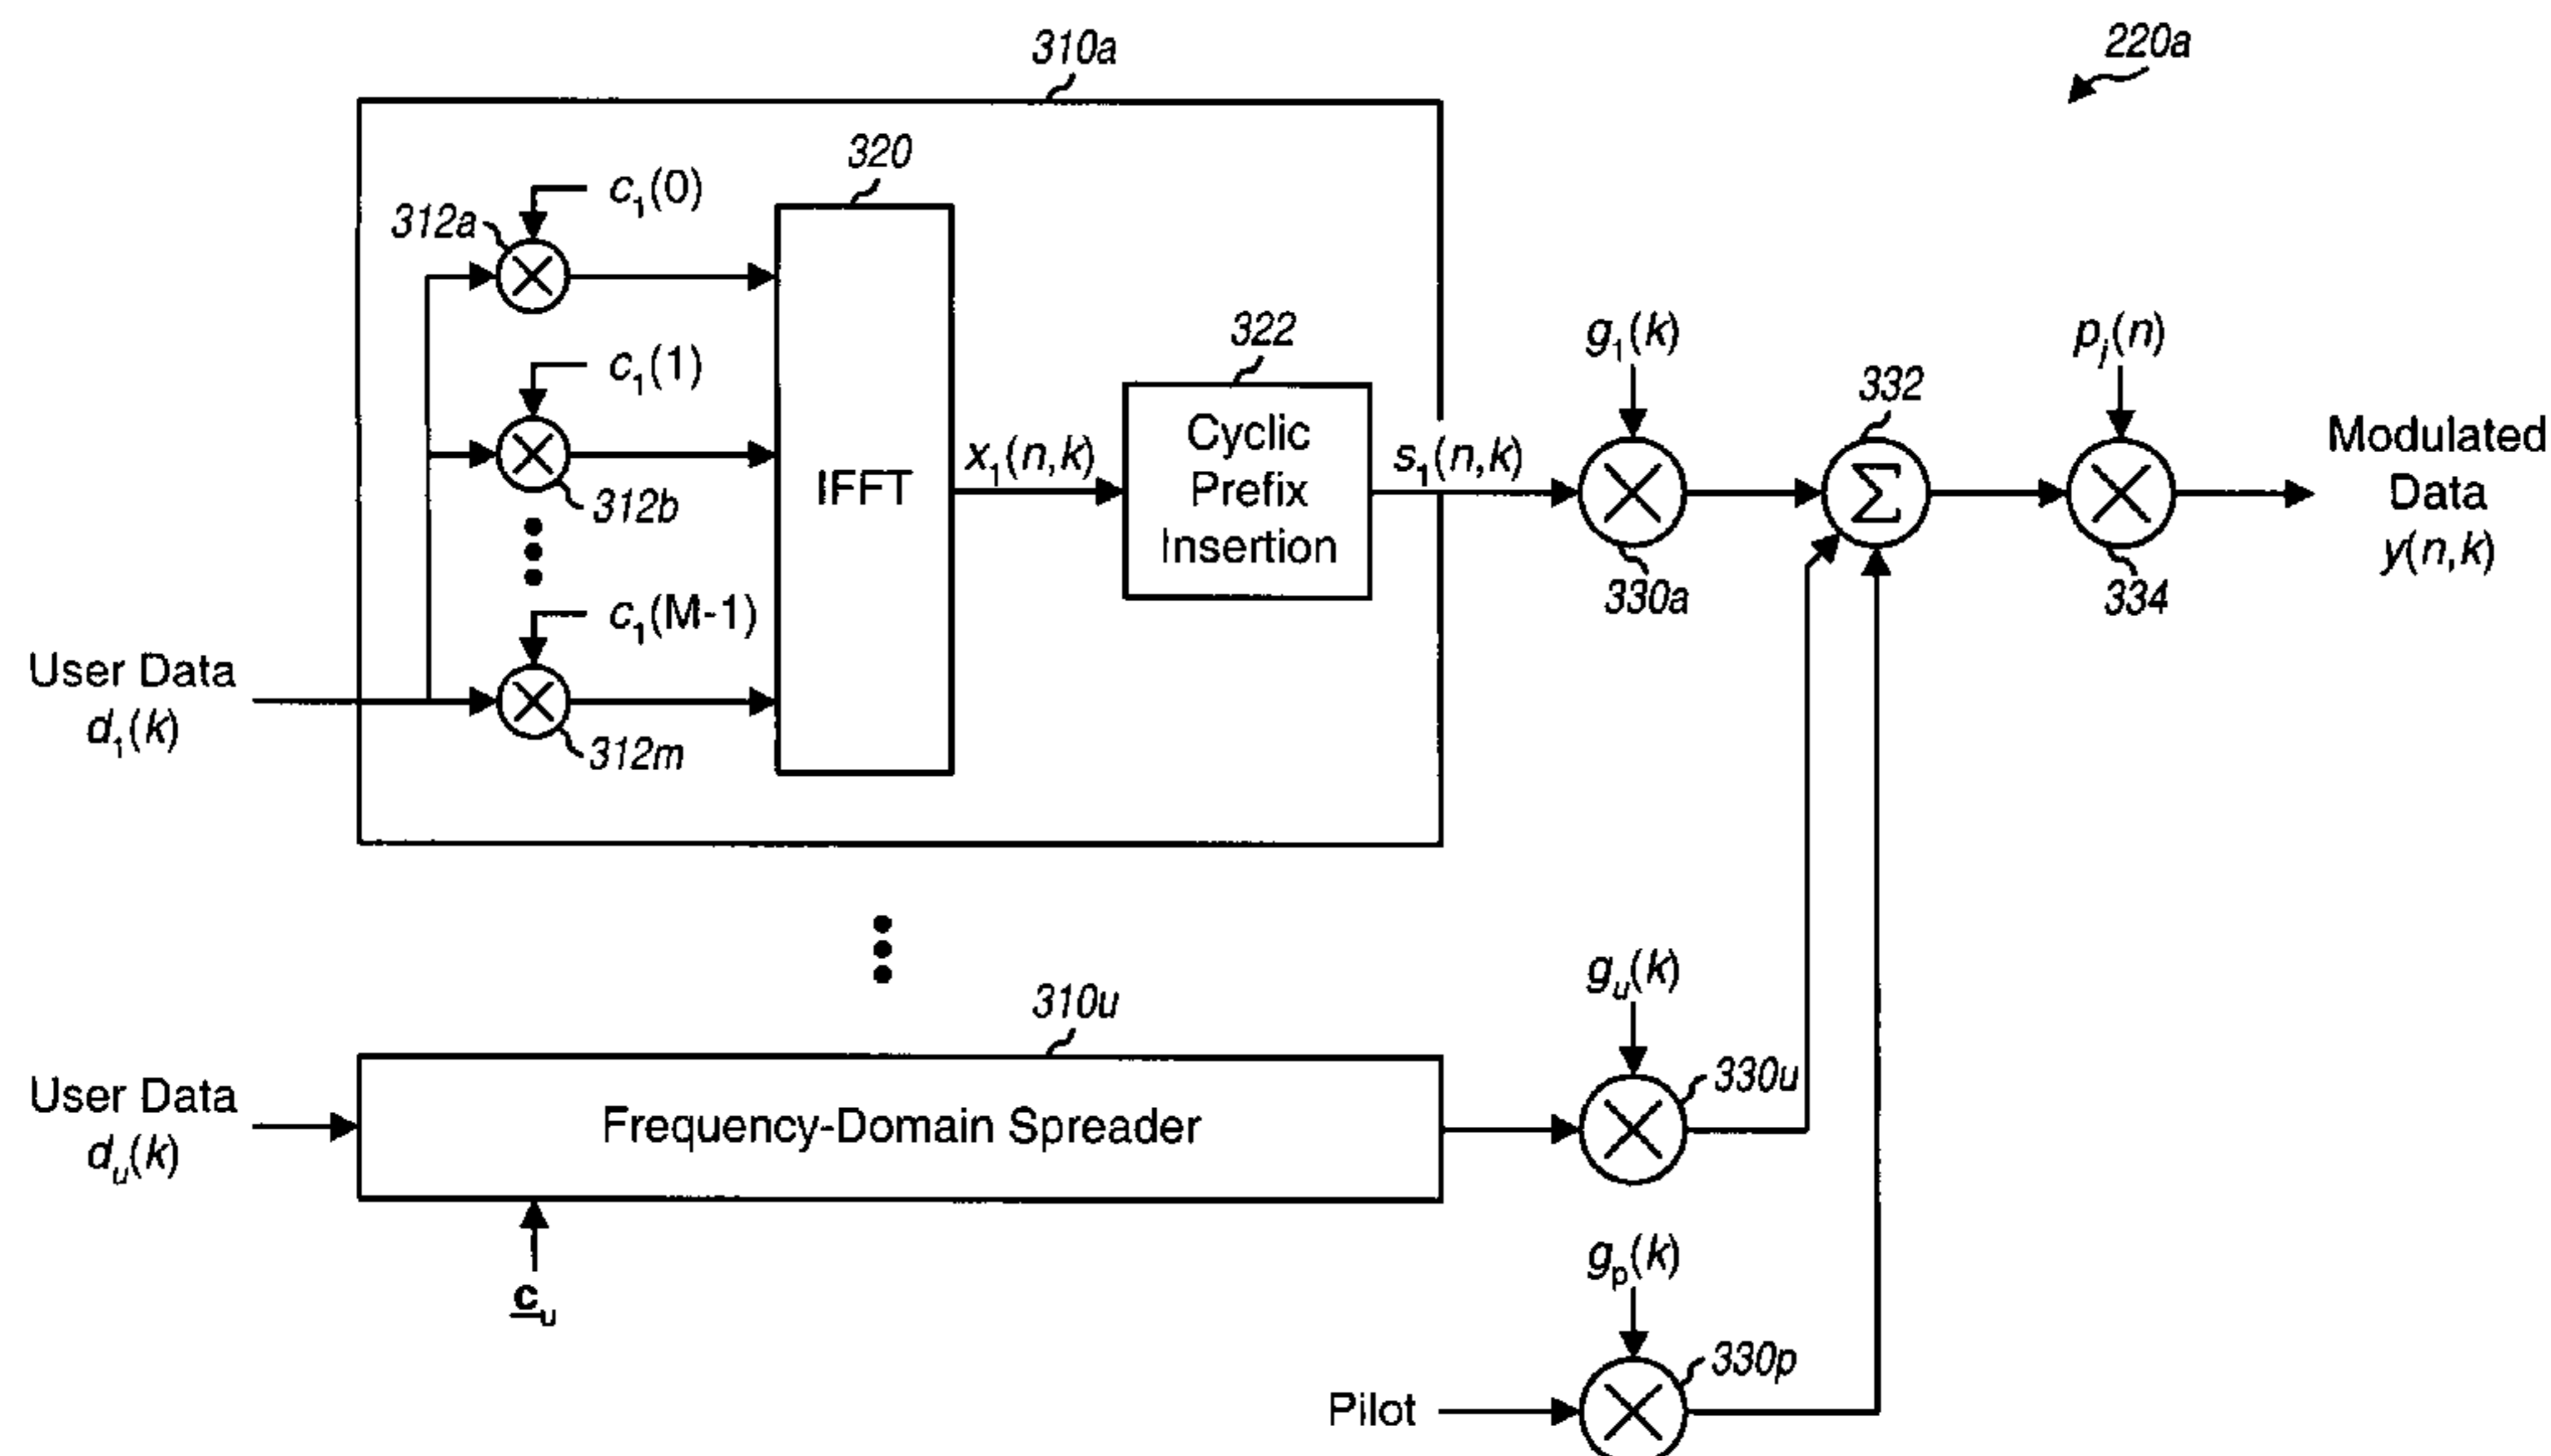 310a
220a
320
c₁(0)
312a
c₁(1)
322
g₁(k)
pⱼ(n)
332
Cyclic
Prefix
Insertion
x₁(n,k)
s₁(n,k)
IFFT
Modulated
Data
y(n,k)
312b
330a
334
c₁(M-1)
User Data
d₁(k)
312m
310u
gᵤ(k)
330u
User Data
dᵤ(k)
Frequency-Domain Spreader
c̲ᵤ
gₚ(k)
330p
Pilot